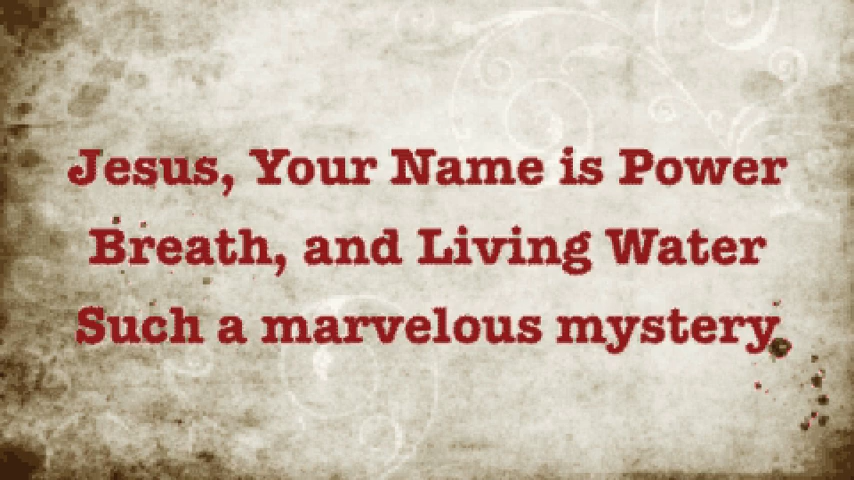 Jesus, Your Name is Power
Breath, and Living Water
Such a marvelous mystery